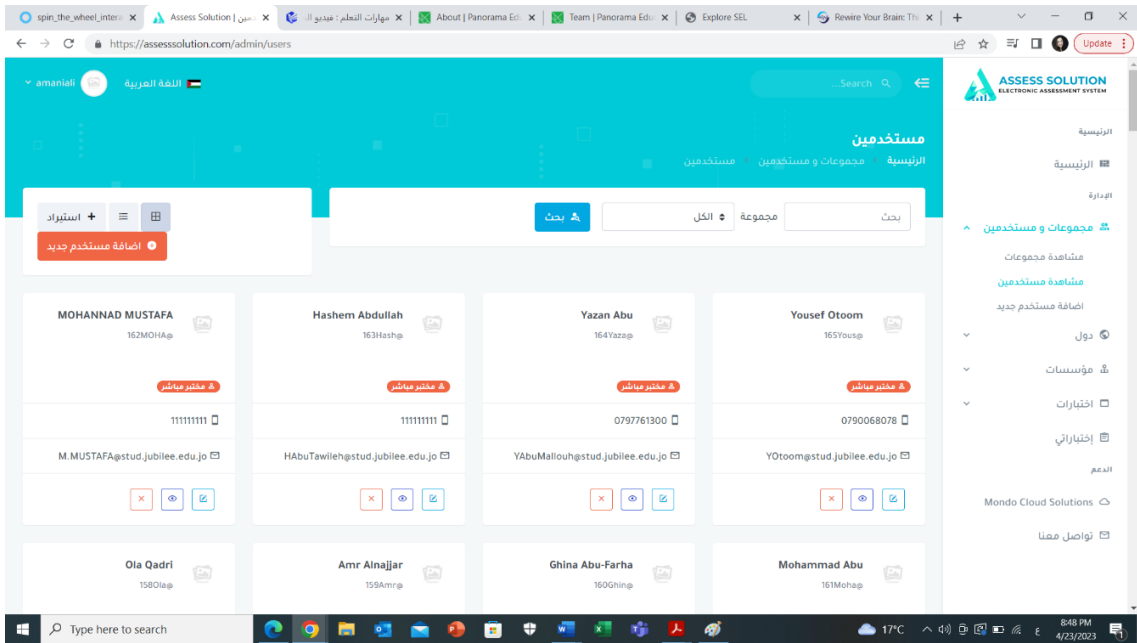 spin_the_wheel_intera
Assess Solution | مستخدمين
مهارات التعلم : فيديو
About | Panorama Edu
Team | Panorama Educ
Explore SEL
Rewire Your Brain: Thi
https://assesssolution.com/admin/users
Update
ASSESS SOLUTION
ELECTRONIC ASSESSMENT SYSTEM
Search...
اللغة العربية
amaniali
مستخدمين
الرئيسية / مجموعات و مستخدمين / مستخدمين
الرئيسية
الرئيسية
الإدارة
مجموعات و مستخدمين
مشاهدة مجموعات
مشاهدة مستخدمين
اضافة مستخدم جديد
دول
مؤسسات
اختبارات
إختباراتي
الدعم
Mondo Cloud Solutions
تواصل معنا
بحث
مجموعة
الكل
بحث
استيراد
اضافة مستخدم جديد
Yousef Otoom
165Yous@
مختبر مباشر
0790068078
YOtoom@stud.jubilee.edu.jo
Yazan Abu
164Yaza@
مختبر مباشر
0797761300
YAbuMallouh@stud.jubilee.edu.jo
Hashem Abdullah
163Hash@
مختبر مباشر
111111111
HAbuTawileh@stud.jubilee.edu.jo
MOHANNAD MUSTAFA
162MOHA@
مختبر مباشر
111111111
M.MUSTAFA@stud.jubilee.edu.jo
Mohammad Abu
161Moha@
Ghina Abu-Farha
160Ghin@
Amr Alnajjar
159Amr@
Ola Qadri
158Ola@
Type here to search
17°C
ع
8:48 PM
4/23/2023